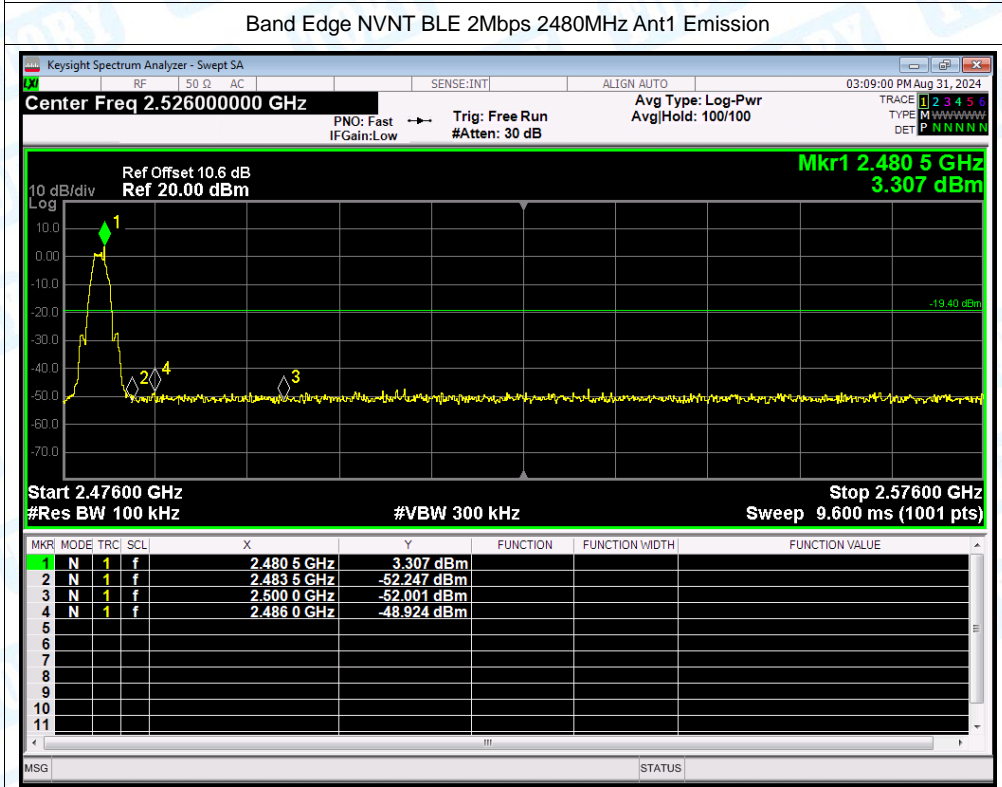 Band Edge NVNT BLE 2Mbps 2480MHz Ant1 Emission
Keysight Spectrum Analyzer - Swept SA
LXI RF 50 Ω AC SENSE:INT ALIGN AUTO 03:09:00 PM Aug 31, 2024
Center Freq 2.526000000 GHz
PNO: Fast
IFGain:Low
Trig: Free Run
#Atten: 30 dB
Avg Type: Log-Pwr
Avg|Hold: 100/100
TRACE 1 2 3 4 5 6
TYPE M WWWWW
DET P N N N N N
Mkr1 2.480 5 GHz
3.307 dBm
Ref Offset 10.6 dB
10 dB/div Ref 20.00 dBm
Log
10.0
0.00
-10.0
-20.0
-30.0
-40.0
-50.0
-60.0
-70.0
1
2
4
3
-19.40 dBm
Start 2.47600 GHz Stop 2.57600 GHz
#Res BW 100 kHz #VBW 300 kHz Sweep 9.600 ms (1001 pts)
MKR MODE TRC SCL X Y FUNCTION FUNCTION WIDTH FUNCTION VALUE
1 N 1 f 2.480 5 GHz 3.307 dBm
2 N 1 f 2.483 5 GHz -52.247 dBm
3 N 1 f 2.500 0 GHz -52.001 dBm
4 N 1 f 2.486 0 GHz -48.924 dBm
5
6
7
8
9
10
11
MSG STATUS